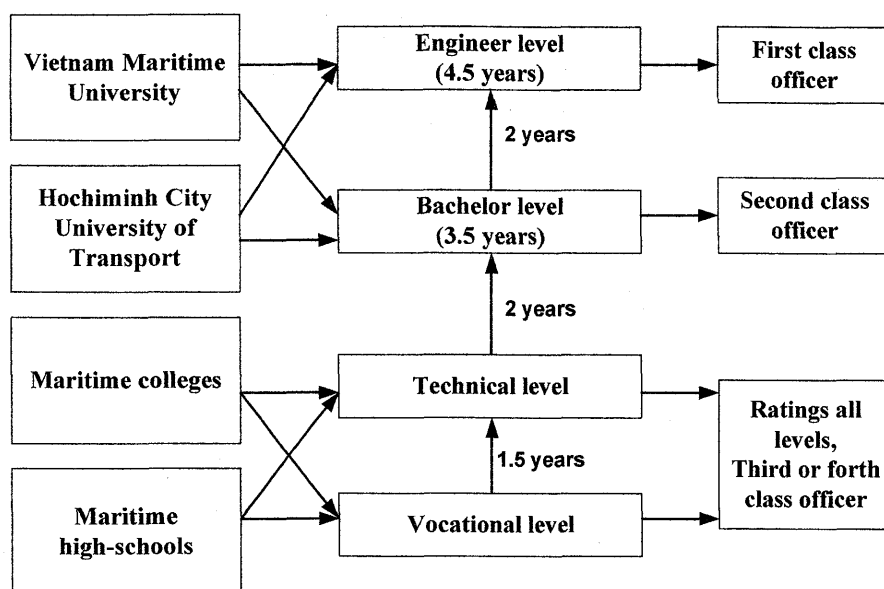 Vietnam Maritime
University
Engineer level
(4.5 years)
First class
officer
2 years
Hochiminh City
University of
Transport
Bachelor level
(3.5 years)
Second class
officer
2 years
Maritime colleges
Technical level
Ratings all
levels,
Third or forth
class officer
1.5 years
Maritime
high-schools
Vocational level